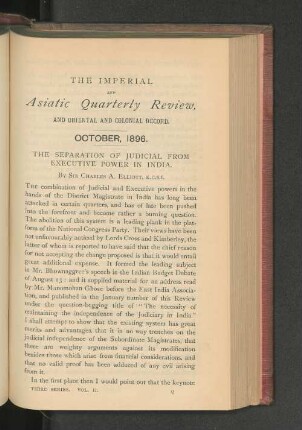 THE IMPERIAL
AND
Asiatic Quarterly Review,
AND ORIENTAL AND COLONIAL RECORD.
OCTOBER, 1896.
THE SEPARATION OF JUDICIAL FROM
EXECUTIVE POWER IN INDIA.
BY SIR CHARLES A. ELLIOTT, K.C.S.I.
THE combination of Judicial and Executive powers in the
hands of the District Magistrate in India has long been
attacked in certain quarters, and has of late been pushed
into the forefront and become rather a burning question.
The abolition of this system is a leading plank in the plat-
form of the National Congress Party. Their views have been
not unfavourably noticed by Lords Cross and Kimberley, the
latter of whom is reported to have said that the chief reason
for not accepting the change proposed is that it would entail
great additional expense. It formed the leading subject
in Mr. Bhownaggree's speech in the Indian Budget Debate
of August 13: and it supplied material for an address read
by Mr. Manomohan Ghose before the East India Associa-
tion, and published in the January number of this Review
under the question-begging title of "The necessity of
maintaining the independence of the Judiciary in India."
I shall attempt to show that the existing system has great
merits and advantages, that it in no way trenches on the
judicial independence of the Subordinate Magistrates, that
there are weighty arguments against its modification
besides those which arise from financial considerations, and
that no valid proof has been adduced of any evil arising
from it.
In the first place then I would point out that the keynote
THIRD SERIES, VOL. II.